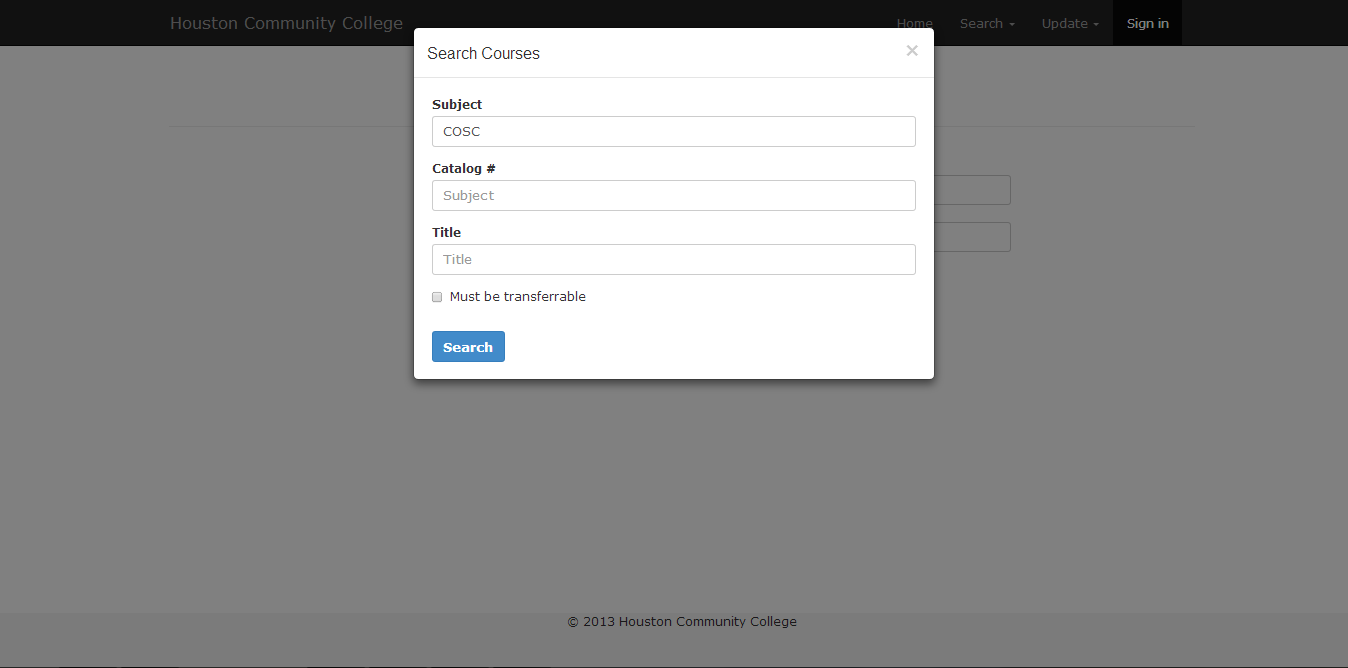 Houston Community College
Home Search Update Sign in
Search Courses ×
Subject
COSC
Catalog #
Subject
Title
Title
Must be transferrable
Search
© 2013 Houston Community College